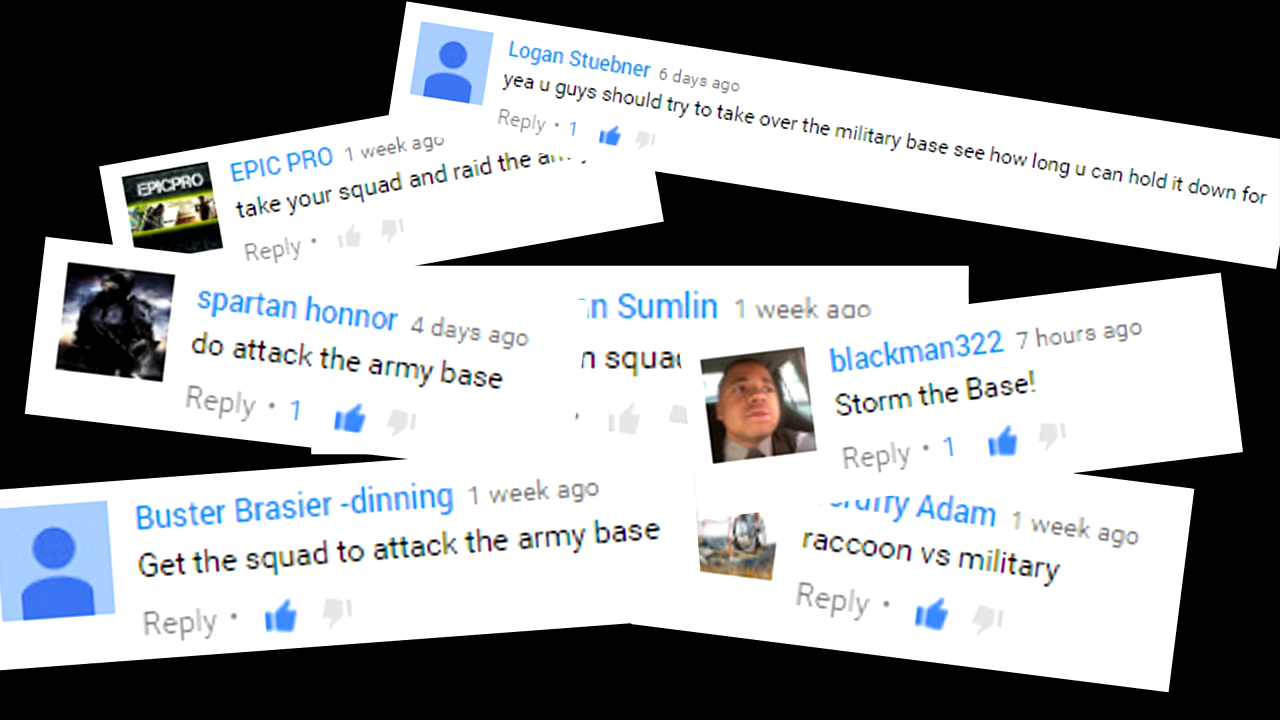 Logan Stuebner 6 days ago
yea u guys should try to take over the military base see how long u can hold it down for
Reply • 1
EPICPRO
EPIC PRO 1 week ago
take your squad and raid the
Reply •
spartan honnor 4 days ago
do attack the army base
Reply • 1
Sumlin 1 week ago
blackman322 7 hours ago
Storm the Base!
Reply • 1
Buster Brasier -dinning 1 week ago
Get the squad to attack the army base
Reply •
Adam 1 week ago
raccoon vs military
Reply •